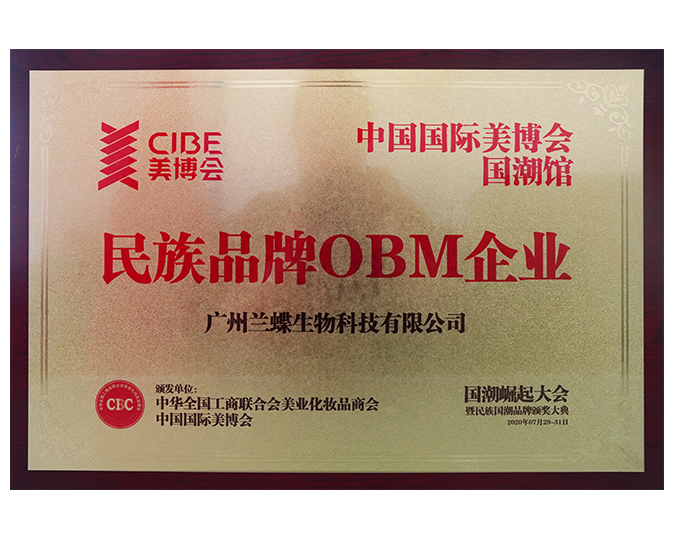 CIBE
美博会
中国国际美博会
国潮馆
民族品牌OBM企业
广州兰蝶生物科技有限公司
CBC
颁发单位:
中华全国工商联合会美业化妆品商会
中国国际美博会
国潮崛起大会
暨民族国潮品牌颁奖大典
2020年07月29-31日